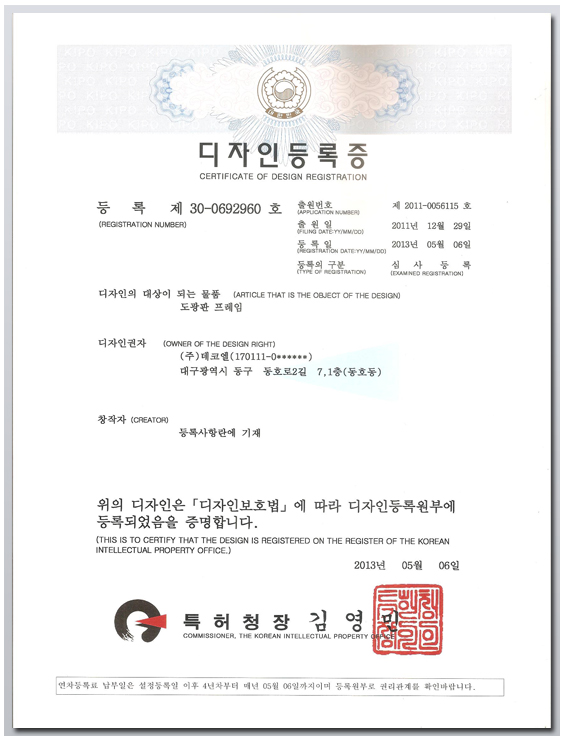 디자인등록증
CERTIFICATE OF DESIGN REGISTRATION
등 록 제 30-0692960 호
(REGISTRATION NUMBER)
출원번호 제 2011-0056115 호
(APPLICATION NUMBER)
출 원 일 2011년 12월 29일
(FILING DATE:YY/MM/DD)
등 록 일 2013년 05월 06일
(REGISTRATION DATE:YY/MM/DD)
등록의 구분 심 사 등 록
(TYPE OF REGISTRATION) (EXAMINED REGISTRATION)
디자인의 대상이 되는 물품 (ARTICLE THAT IS THE OBJECT OF THE DESIGN)
도광판 프레임
디자인권자 (OWNER OF THE DESIGN RIGHT)
(주)데코엘(170111-0******)
대구광역시 동구 동호로2길 7,1층(동호동)
창작자 (CREATOR)
등록사항란에 기재
위의 디자인은「디자인보호법」에 따라 디자인등록원부에
등록되었음을 증명합니다.
(THIS IS TO CERTIFY THAT THE DESIGN IS REGISTERED ON THE REGISTER OF THE KOREAN
INTELLECTUAL PROPERTY OFFICE.)
2013년 05월 06일
특허청장 김영민
COMMISSIONER, THE KOREAN INTELLECTUAL PROPERTY OFFICE
연차등록료 납부일은 설정등록일 이후 4년차부터 매년 05월 06일까지이며 등록원부로 권리관계를 확인바랍니다.